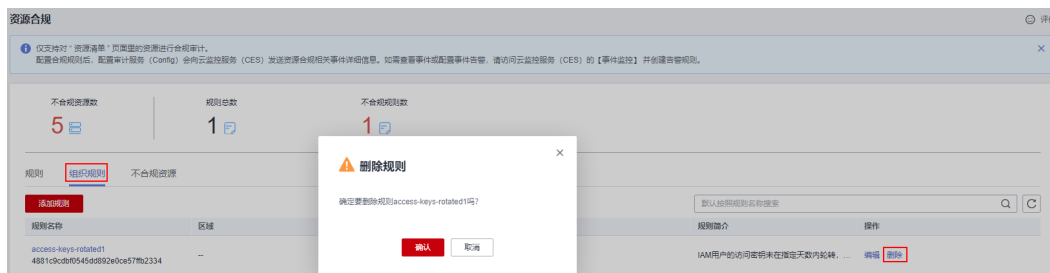 资源合规
仅支持对“资源清单”页面里的资源进行合规审计。
配置合规规则后，配置审计服务（Config）会向云监控服务（CES）发送资源合规相关事件详细信息。如需查看事件或配置事件告警，请访问云监控服务（CES）的【事件监控】并创建告警规则。
不合规资源数 规则总数 不合规规则数
5 1 1
删除规则
规则 组织规则 不合规资源
确定要删除规则access-keys-rotated1吗?
添加规则 默认按照规则名称搜索
规则名称 区域 规则简介 操作
确认 取消
access-keys-rotated1
4881c9cdbf0545dd892e0ce57ffb2334 -- IAM用户的访问密钥未在指定天数内轮转， ... 编辑 删除